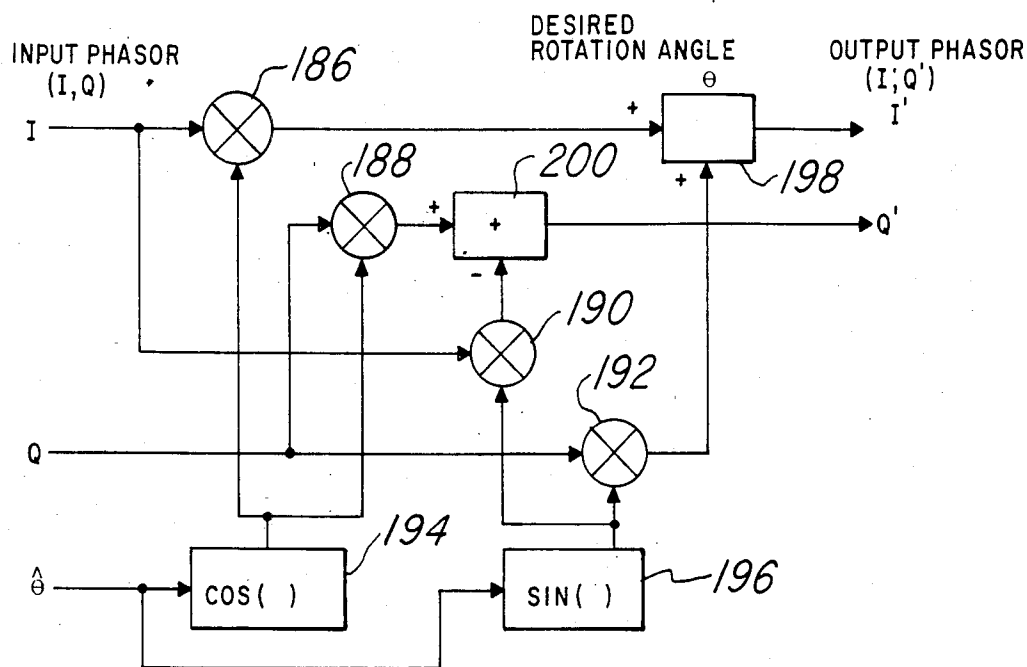 INPUT PHASOR
(I,Q)
186
DESIRED
ROTATION ANGLE
θ
OUTPUT PHASOR
(I',Q')
I'
I
+
198
+
188
200
+
+
Q'
-
190
192
Q
194
196
θ̂
COS( )
SIN( )